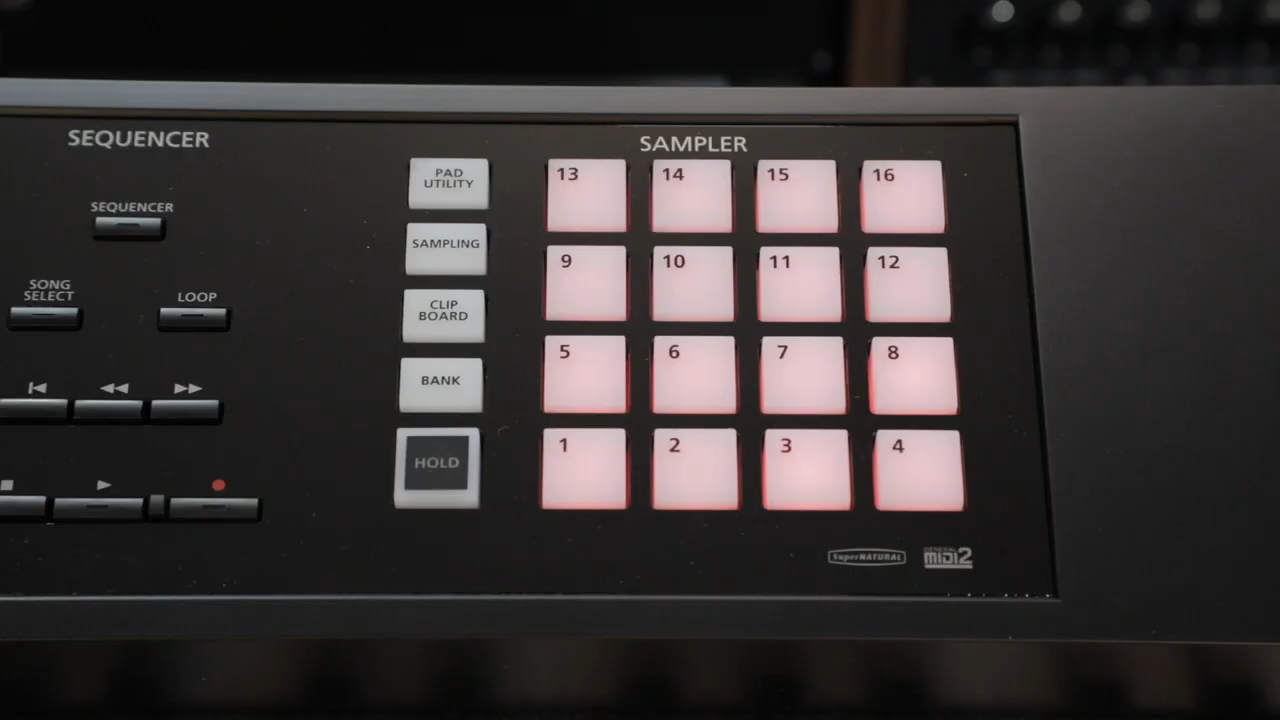 SEQUENCER
SAMPLER
PAD
UTILITY
13
14
15
16
SEQUENCER
SAMPLING
9
10
11
12
SONG
SELECT
LOOP
CLIP
BOARD
5
6
7
8
BANK
HOLD
1
2
3
4
SuperNATURAL
GENERAL
MIDI2